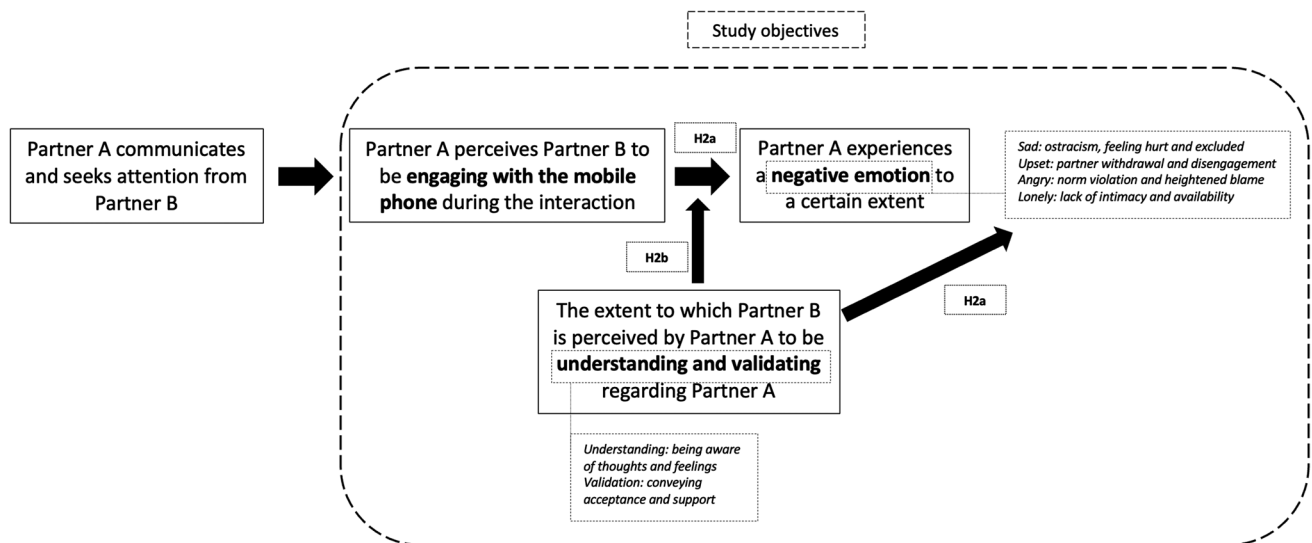 Study objectives
Partner A communicates
and seeks attention from
Partner B
Partner A perceives Partner B to
be engaging with the mobile
phone during the interaction
H2a
Partner A experiences
a negative emotion to
a certain extent
Sad: ostracism, feeling hurt and excluded
Upset: partner withdrawal and disengagement
Angry: norm violation and heightened blame
Lonely: lack of intimacy and availability
H2b
The extent to which Partner B
is perceived by Partner A to be
understanding and validating
regarding Partner A
H2a
Understanding: being aware
of thoughts and feelings
Validation: conveying
acceptance and support